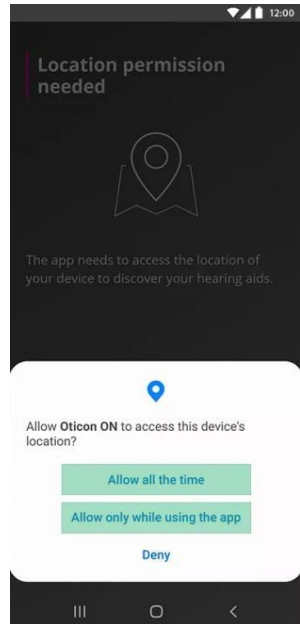 12:00
Location permission
needed
The app needs to access the location of
your device to discover your hearing aids.
Allow Oticon ON to access this device's
location?
Allow all the time
Allow only while using the app
Deny